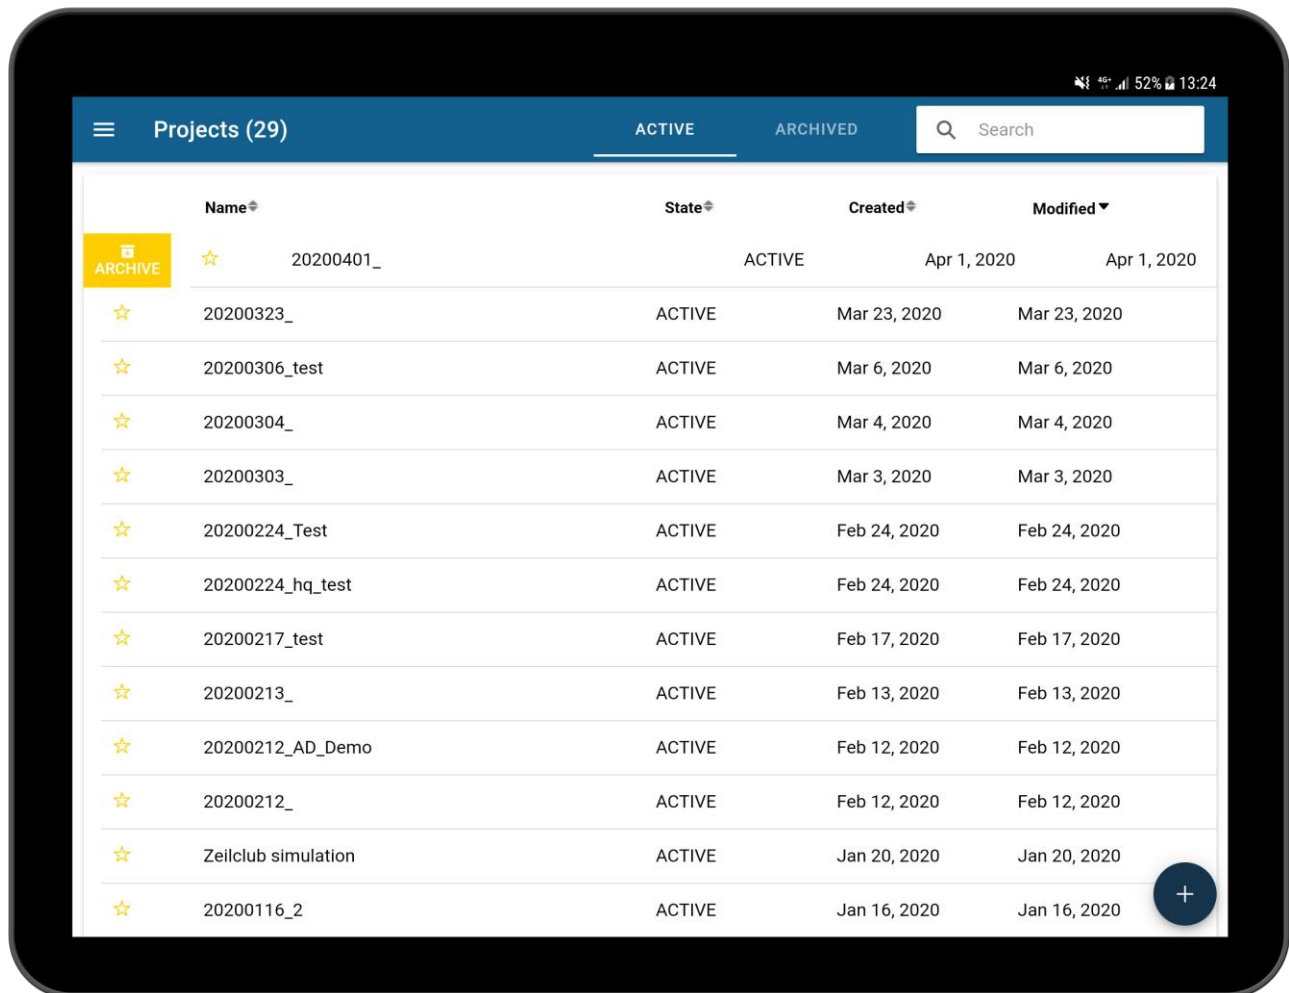 4G+ 52% 13:24
Projects (29) ACTIVE ARCHIVED Search
Name State Created Modified
ARCHIVE 20200401_ ACTIVE Apr 1, 2020 Apr 1, 2020
20200323_ ACTIVE Mar 23, 2020 Mar 23, 2020
20200306_test ACTIVE Mar 6, 2020 Mar 6, 2020
20200304_ ACTIVE Mar 4, 2020 Mar 4, 2020
20200303_ ACTIVE Mar 3, 2020 Mar 3, 2020
20200224_Test ACTIVE Feb 24, 2020 Feb 24, 2020
20200224_hq_test ACTIVE Feb 24, 2020 Feb 24, 2020
20200217_test ACTIVE Feb 17, 2020 Feb 17, 2020
20200213_ ACTIVE Feb 13, 2020 Feb 13, 2020
20200212_AD_Demo ACTIVE Feb 12, 2020 Feb 12, 2020
20200212_ ACTIVE Feb 12, 2020 Feb 12, 2020
Zeilclub simulation ACTIVE Jan 20, 2020 Jan 20, 2020
20200116_2 ACTIVE Jan 16, 2020 Jan 16, 2020
+